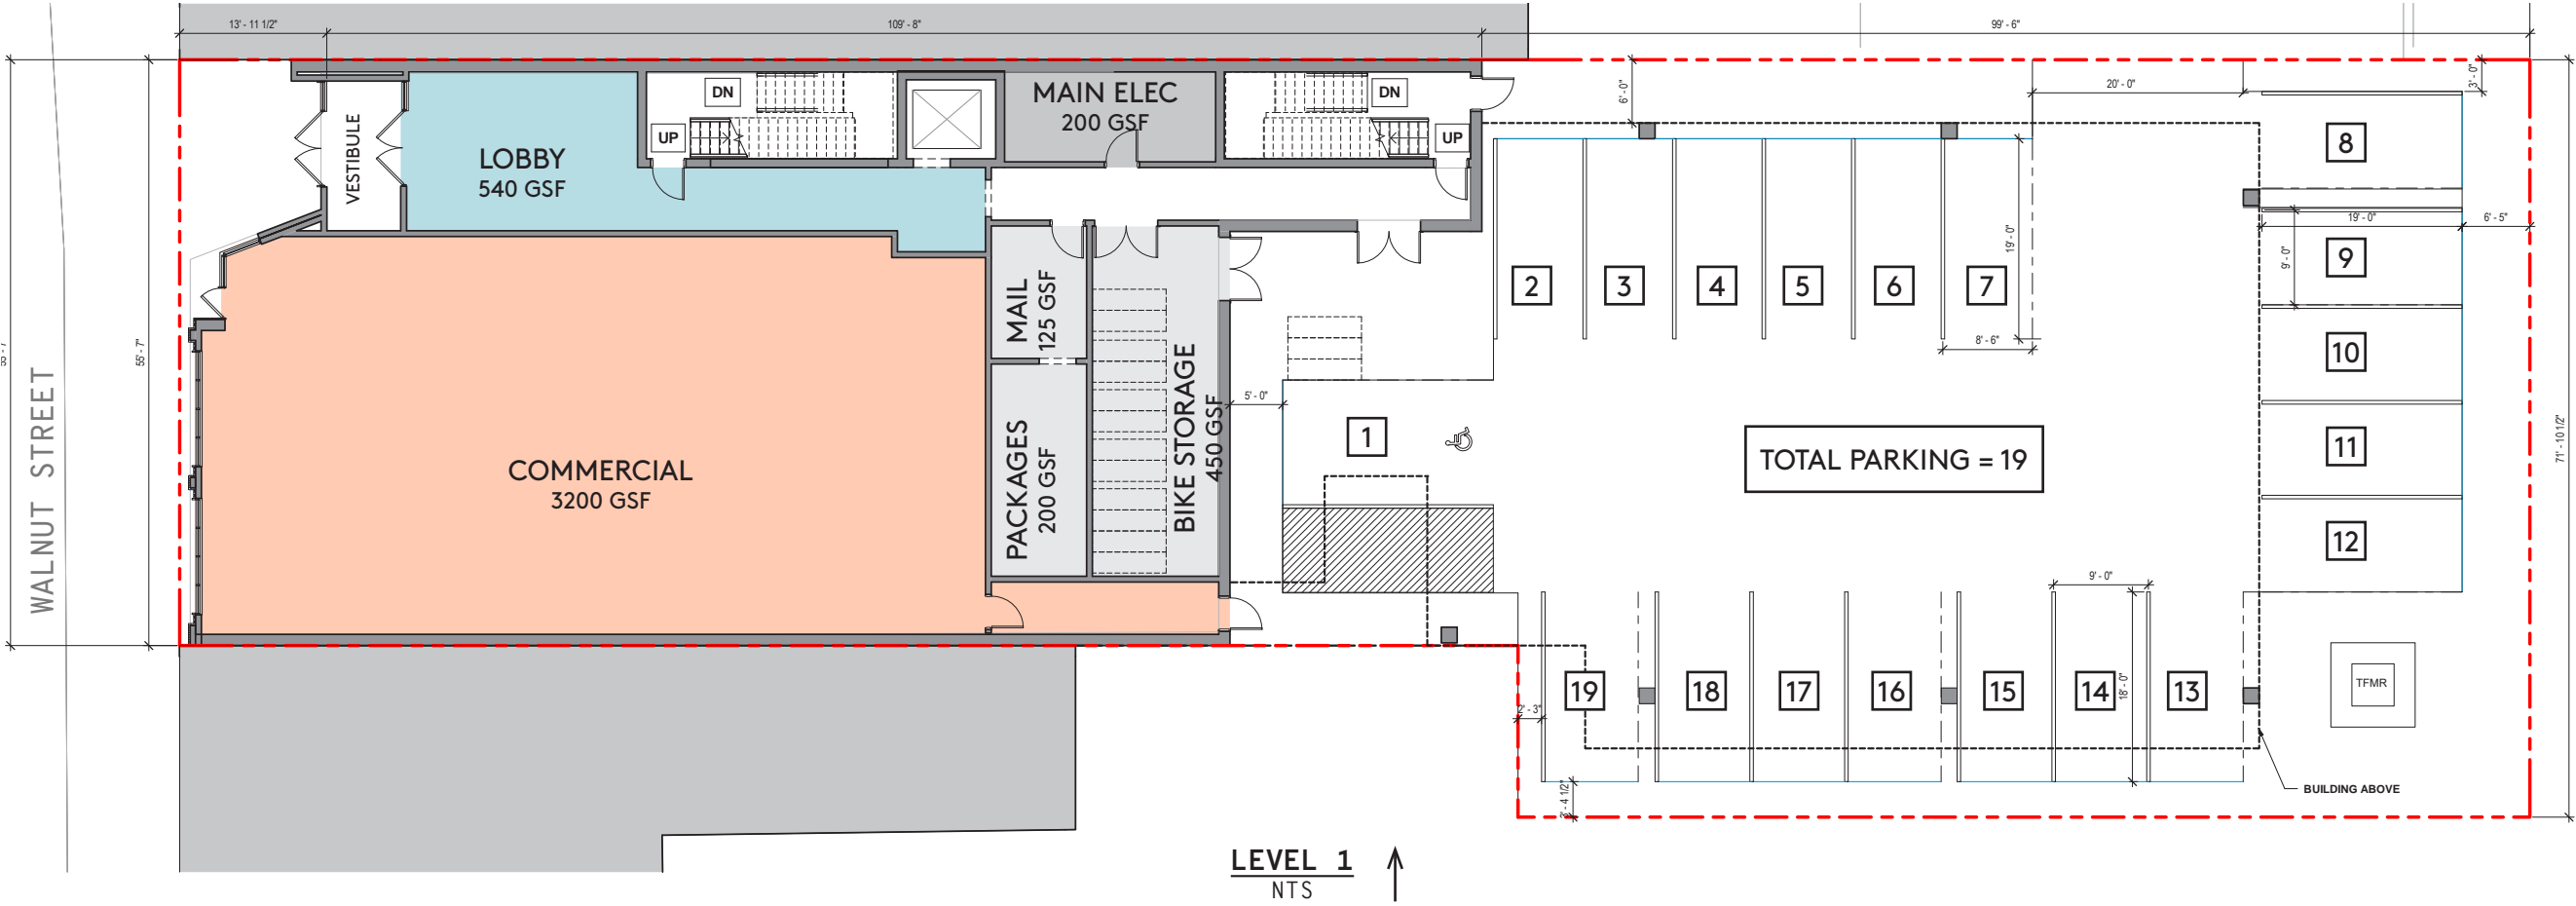 13' - 11 1/2"
109' - 8"
99' - 6"
WALNUT STREET
55' - 7"
VESTIBULE
LOBBY
540 GSF
DN
UP
MAIN ELEC
200 GSF
DN
UP
COMMERCIAL
3200 GSF
MAIL
125 GSF
PACKAGES
200 GSF
BIKE STORAGE
450 GSF
5' - 0"
6' - 0"
20' - 0"
3' - 0"
2
3
4
5
6
7
19' - 0"
8' - 6"
8
19' - 0"
6' - 5"
9' - 0"
9
10
11
12
1
TOTAL PARKING = 19
71' - 10 1/2"
9' - 0"
19
18
17
16
15
14
18' - 0"
13
2' - 3"
TFMR
BUILDING ABOVE
LEVEL 1
NTS